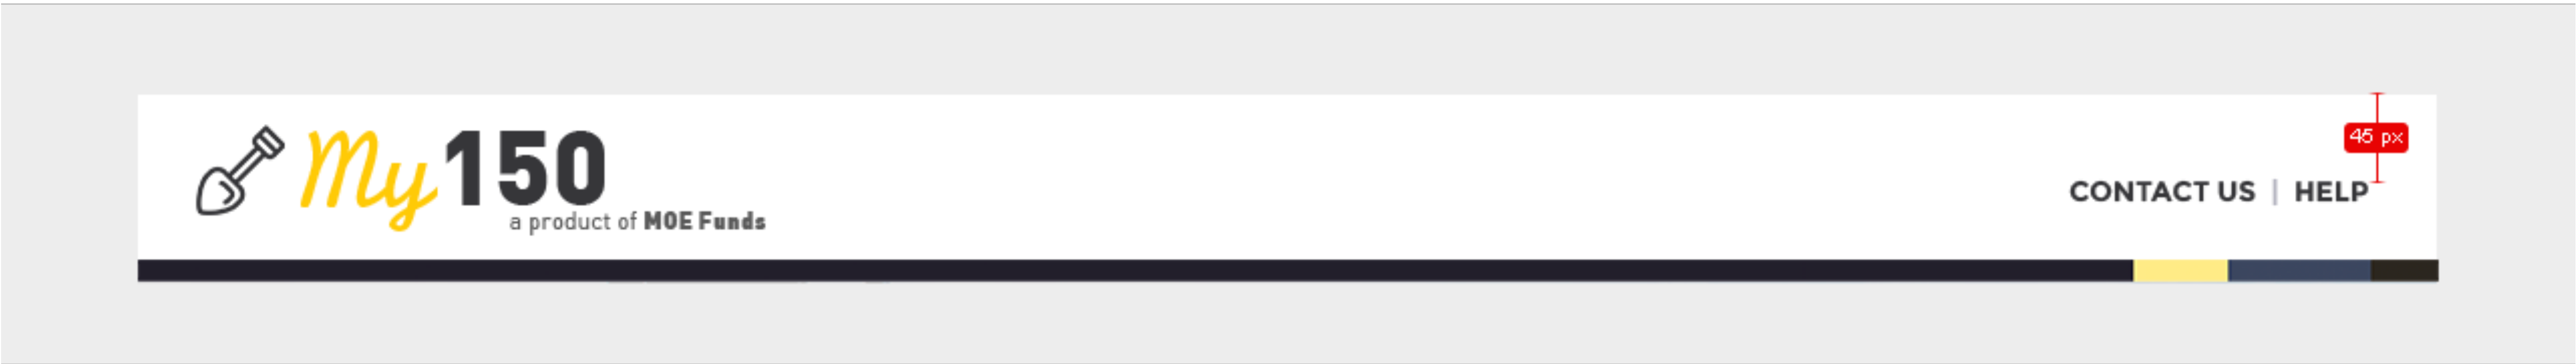 My150
a product of MOE Funds
CONTACT US | HELP
45 px